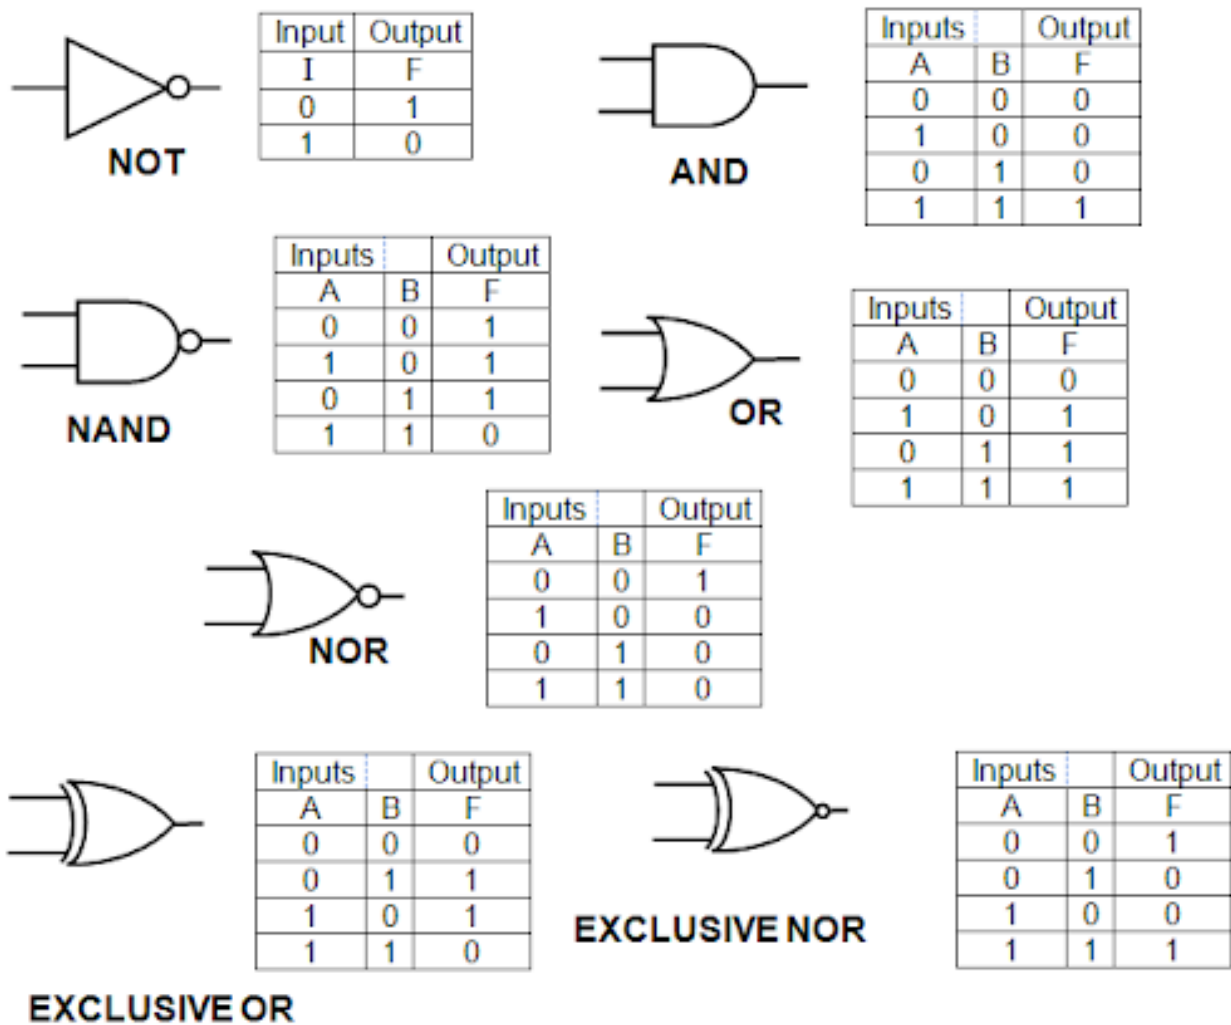 Input Output
I F
0 1
1 0
NOT
Inputs Output
A B F
0 0 0
1 0 0
0 1 0
1 1 1
AND
Inputs Output
A B F
0 0 1
1 0 1
0 1 1
1 1 0
NAND
Inputs Output
A B F
0 0 0
1 0 1
0 1 1
1 1 1
OR
Inputs Output
A B F
0 0 1
1 0 0
0 1 0
1 1 0
NOR
Inputs Output
A B F
0 0 0
0 1 1
1 0 1
1 1 0
EXCLUSIVE OR
Inputs Output
A B F
0 0 1
0 1 0
1 0 0
1 1 1
EXCLUSIVE NOR